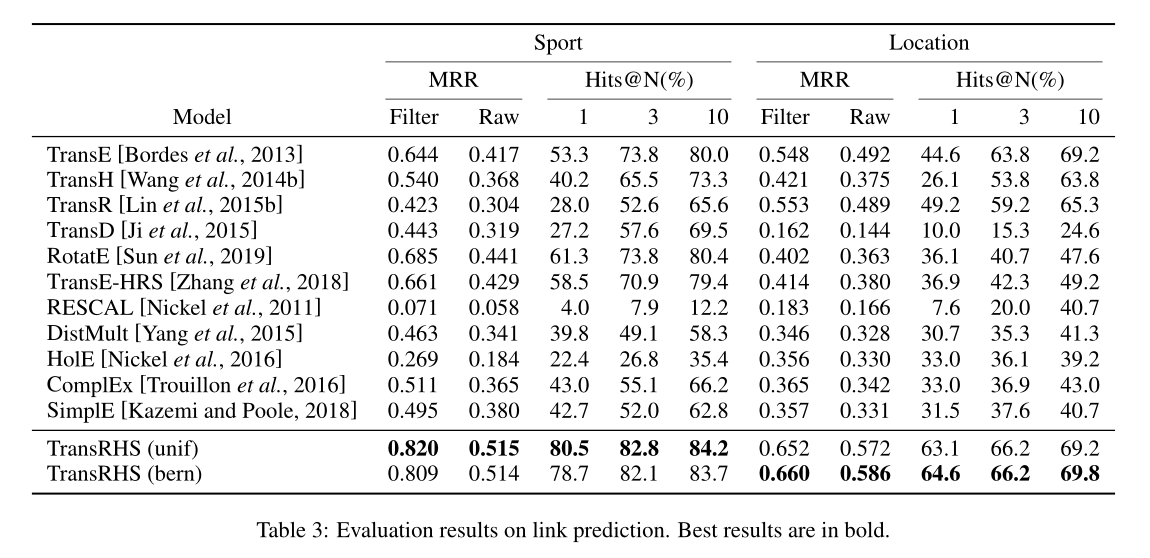 Sport Location
MRR Hits@N(%) MRR Hits@N(%)
Model Filter Raw 1 3 10 Filter Raw 1 3 10
TransE [Bordes et al., 2013] 0.644 0.417 53.3 73.8 80.0 0.548 0.492 44.6 63.8 69.2
TransH [Wang et al., 2014b] 0.540 0.368 40.2 65.5 73.3 0.421 0.375 26.1 53.8 63.8
TransR [Lin et al., 2015b] 0.423 0.304 28.0 52.6 65.6 0.553 0.489 49.2 59.2 65.3
TransD [Ji et al., 2015] 0.443 0.319 27.2 57.6 69.5 0.162 0.144 10.0 15.3 24.6
RotatE [Sun et al., 2019] 0.685 0.441 61.3 73.8 80.4 0.402 0.363 36.1 40.7 47.6
TransE-HRS [Zhang et al., 2018] 0.661 0.429 58.5 70.9 79.4 0.414 0.380 36.9 42.3 49.2
RESCAL [Nickel et al., 2011] 0.071 0.058 4.0 7.9 12.2 0.183 0.166 7.6 20.0 40.7
DistMult [Yang et al., 2015] 0.463 0.341 39.8 49.1 58.3 0.346 0.328 30.7 35.3 41.3
HolE [Nickel et al., 2016] 0.269 0.184 22.4 26.8 35.4 0.356 0.330 33.0 36.1 39.2
ComplEx [Trouillon et al., 2016] 0.511 0.365 43.0 55.1 66.2 0.365 0.342 33.0 36.9 43.0
SimplE [Kazemi and Poole, 2018] 0.495 0.380 42.7 52.0 62.8 0.357 0.331 31.5 37.6 40.7
TransRHS (unif) 0.820 0.515 80.5 82.8 84.2 0.652 0.572 63.1 66.2 69.2
TransRHS (bern) 0.809 0.514 78.7 82.1 83.7 0.660 0.586 64.6 66.2 69.8
Table 3: Evaluation results on link prediction. Best results are in bold.